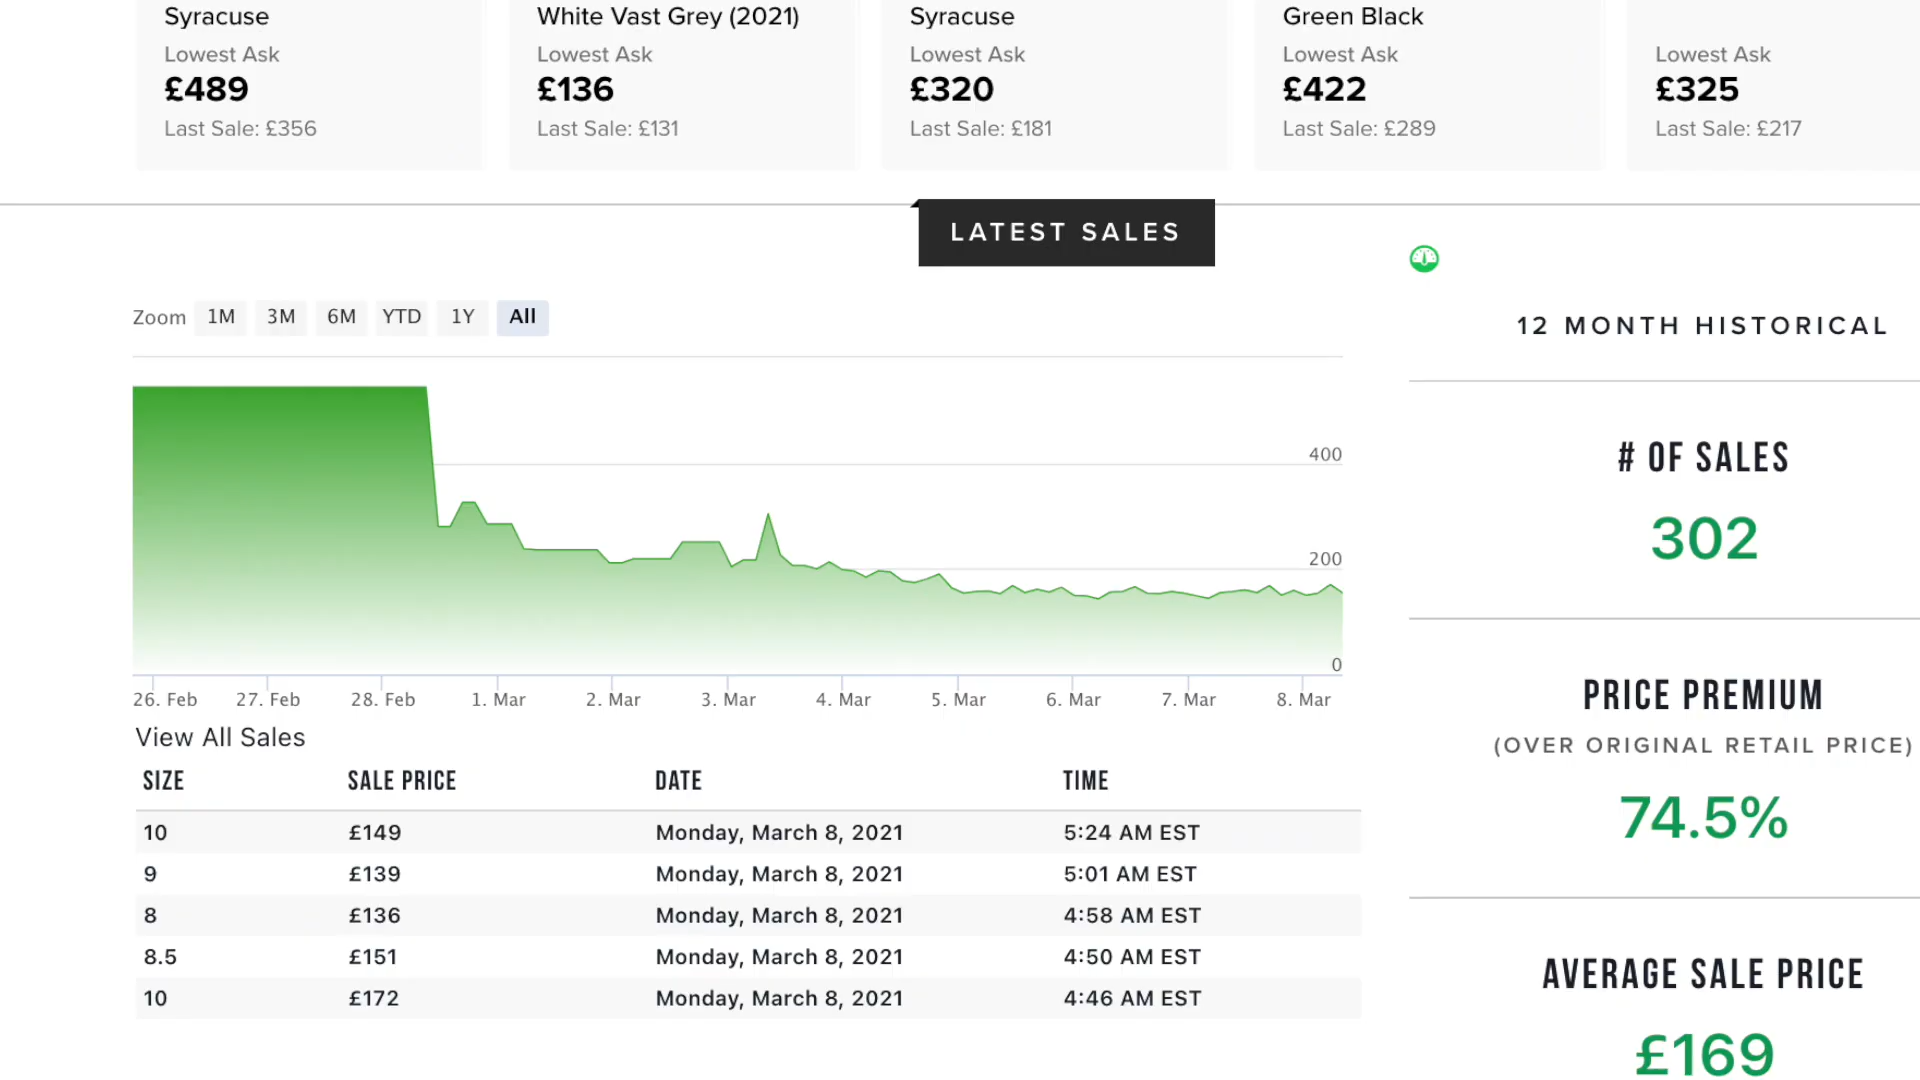 Syracuse
Lowest Ask
£489
Last Sale: £356
White Vast Grey (2021)
Lowest Ask
£136
Last Sale: £131
Syracuse
Lowest Ask
£320
Last Sale: £181
Green Black
Lowest Ask
£422
Last Sale: £289
Lowest Ask
£325
Last Sale: £217
LATEST SALES
Zoom 1M 3M 6M YTD 1Y All
400
200
0
26. Feb 27. Feb 28. Feb 1. Mar 2. Mar 3. Mar 4. Mar 5. Mar 6. Mar 7. Mar 8. Mar
View All Sales
SIZE SALE PRICE DATE TIME
10 £149 Monday, March 8, 2021 5:24 AM EST
9 £139 Monday, March 8, 2021 5:01 AM EST
8 £136 Monday, March 8, 2021 4:58 AM EST
8.5 £151 Monday, March 8, 2021 4:50 AM EST
10 £172 Monday, March 8, 2021 4:46 AM EST
12 MONTH HISTORICAL
# OF SALES
302
PRICE PREMIUM
(OVER ORIGINAL RETAIL PRICE)
74.5%
AVERAGE SALE PRICE
£169